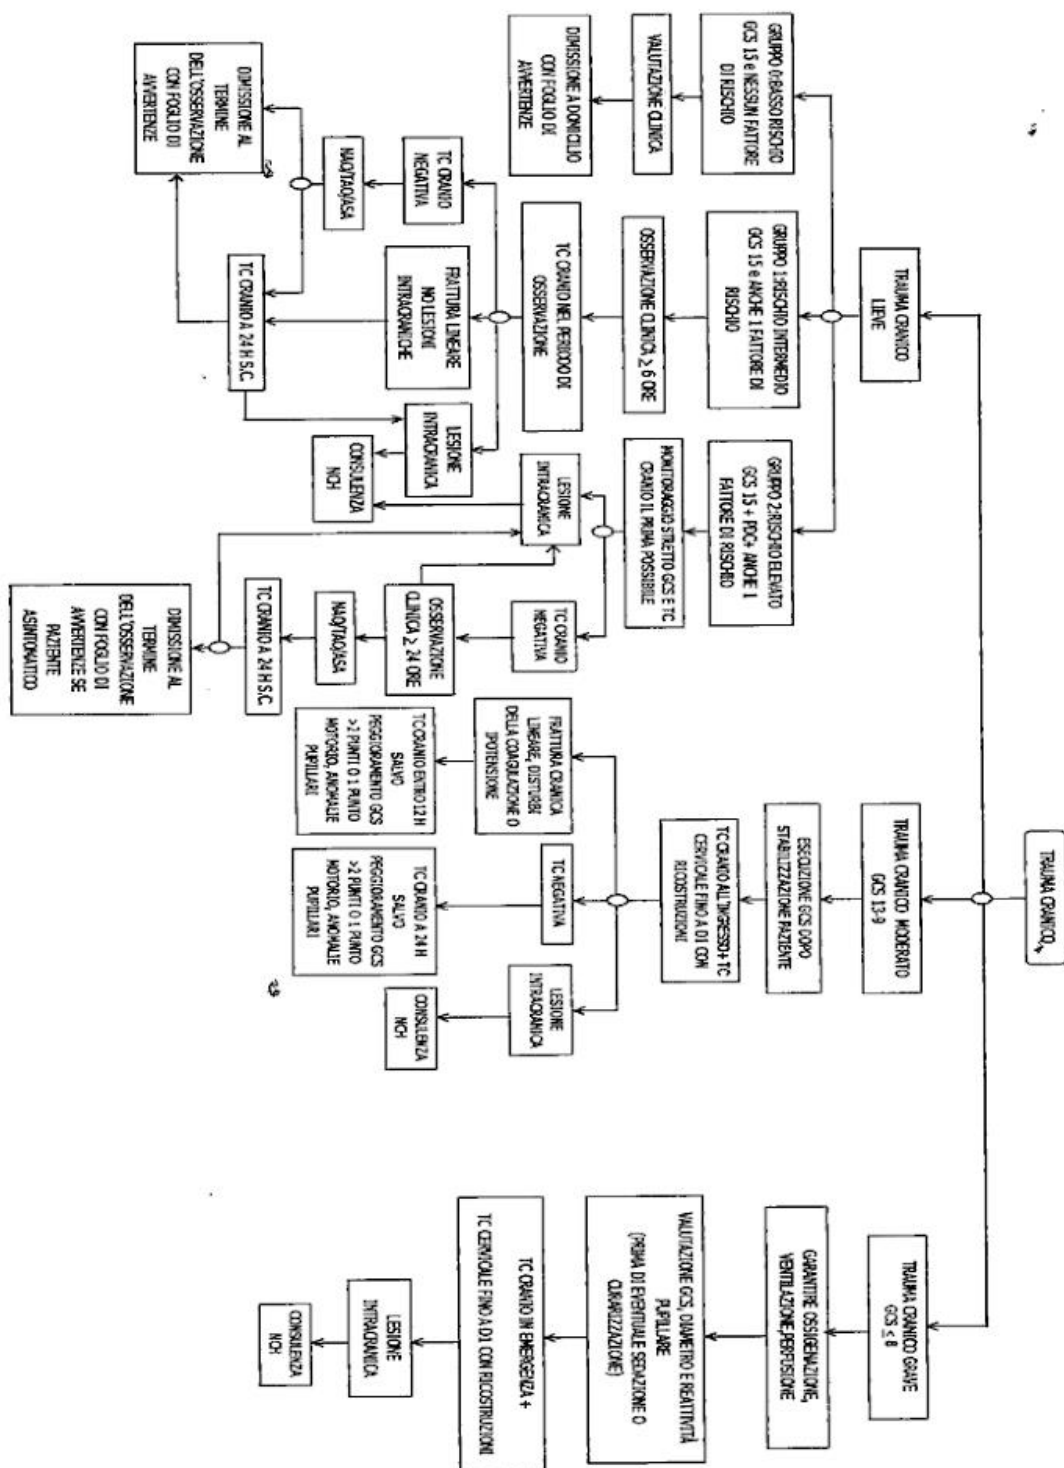 TRAUMA CRANICO
TRAUMA CRANICO
LIEVE
TRAUMA CRANICO MODERATO
GCS 13-9
TRAUMA CRANICO GRAVE
GCS ≤ 8
GRUPPO 0:BASSO RISCHIO
GCS 15 e NESSUN FATTORE
DI RISCHIO
GRUPPO 1:RISCHIO INTERMEDIO
GCS 15 e ANCHE 1 FATTORE DI
RISCHIO
GRUPPO 2:RISCHIO ELEVATO
GCS 15 + PDC+ ANCHE 1
FATTORE DI RISCHIO
ESECUZIONE GCS DOPO
STABILIZZAZIONE PAZIENTE
GARANTIRE OSSIGENAZIONE,
VENTILAZIONE,PERFUSIONE
VALUTAZIONE CLINICA
OSSERVAZIONE CLINICA ≥ 6 ORE
MONITORAGGIO STRETTO GCS E TC
CRANIO IL PRIMA POSSIBILE
TC CRANIO ALL'INGRESSO+ TC
CERVICALE FINO A D1 CON
RICOSTRUZIONI
VALUTAZIONE GCS, DIAMETRO E REATTIVITÀ
PUPILLARE
(PRIMA DI EVENTUALE SEDAZIONE O
CURARIZZAZIONE)
DIMISSIONE A DOMICILIO
CON FOGLIO DI
AVVERTENZE
TC CRANIO NEL PERIODO DI
OSSERVAZIONE
LESIONE
INTRACRANICA
TC CRANIO
NEGATIVA
FRATTURA CRANICA
LINEARE, DISTURBI
DELLA COAGULAZIONE O
IPOTENSIONE
TC NEGATIVA
LESIONE
INTRACRANICA
TC CRANIO IN EMERGENZA +
TC CERVICALE FINO A D1 CON RICOSTRUZIONI
TC CRANIO
NEGATIVA
FRATTURA LINEARE
NO LESIONI
INTRACRANICHE
LESIONE
INTRACRANICA
CONSULENZA
NCH
OSSERVAZIONE
CLINICA ≥ 24 ORE
TC CRANIO ENTRO 12 H
SALVO
PEGGIORAMENTO GCS
>2 PUNTI O 1 PUNTO
MOTORIO, ANOMALIE
PUPILLARI
TC CRANIO A 24 H
SALVO
PEGGIORAMENTO GCS
>2 PUNTI O 1 PUNTO
MOTORIO, ANOMALIE
PUPILLARI
CONSULENZA
NCH
LESIONE
INTRACRANICA
NAO/TAO/ASA
NAO/TAO/ASA
CONSULENZA
NCH
DIMISSIONE AL
TERMINE
DELL'OSSERVAZIONE
CON FOGLIO DI
AVVERTENZE
TC CRANIO A 24 H S.C.
TC CRANIO A 24 H S.C.
DIMISSIONE AL
TERMINE
DELL'OSSERVAZIONE
CON FOGLIO DI
AVVERTENZE SE
PAZIENTE
ASINTOMATICO